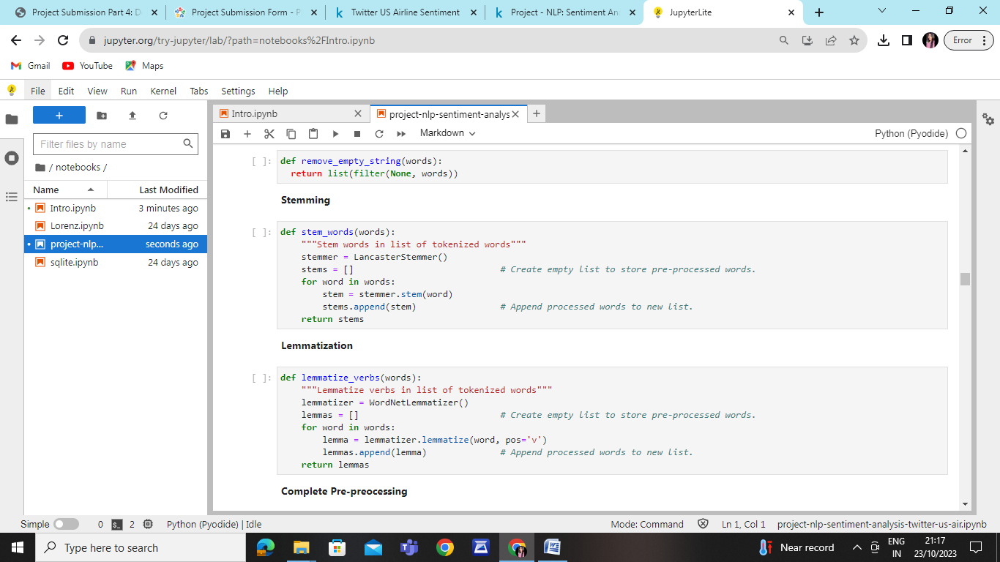 Project Submission Part 4: D
Project Submission Form - P
Twitter US Airline Sentiment
Project - NLP: Sentiment An
JupyterLite
jupyter.org/try-jupyter/lab/?path=notebooks%2FIntro.ipynb
Error
Gmail YouTube Maps
File Edit View Run Kernel Tabs Settings Help
Filter files by name
/ notebooks /
Name Last Modified
Intro.ipynb 3 minutes ago
Lorenz.ipynb 24 days ago
project-nlp... seconds ago
sqlite.ipynb 24 days ago
Intro.ipynb
project-nlp-sentiment-analys
Markdown
Python (Pyodide)
[ ]: def remove_empty_string(words):
return list(filter(None, words))
Stemming
[ ]: def stem_words(words):
"""Stem words in list of tokenized words"""
stemmer = LancasterStemmer()
stems = [] # Create empty list to store pre-processed words.
for word in words:
stem = stemmer.stem(word)
stems.append(stem) # Append processed words to new list.
return stems
Lemmatization
[ ]: def lemmatize_verbs(words):
"""Lemmatize verbs in list of tokenized words"""
lemmatizer = WordNetLemmatizer()
lemmas = [] # Create empty list to store pre-processed words.
for word in words:
lemma = lemmatizer.lemmatize(word, pos='v')
lemmas.append(lemma) # Append processed words to new list.
return lemmas
Complete Pre-preocessing
Simple 0 2 Python (Pyodide) | Idle
Mode: Command Ln 1, Col 1 project-nlp-sentiment-analysis-twitter-us-air.ipynb
Type here to search
Near record
ENG
IN
21:17
23/10/2023